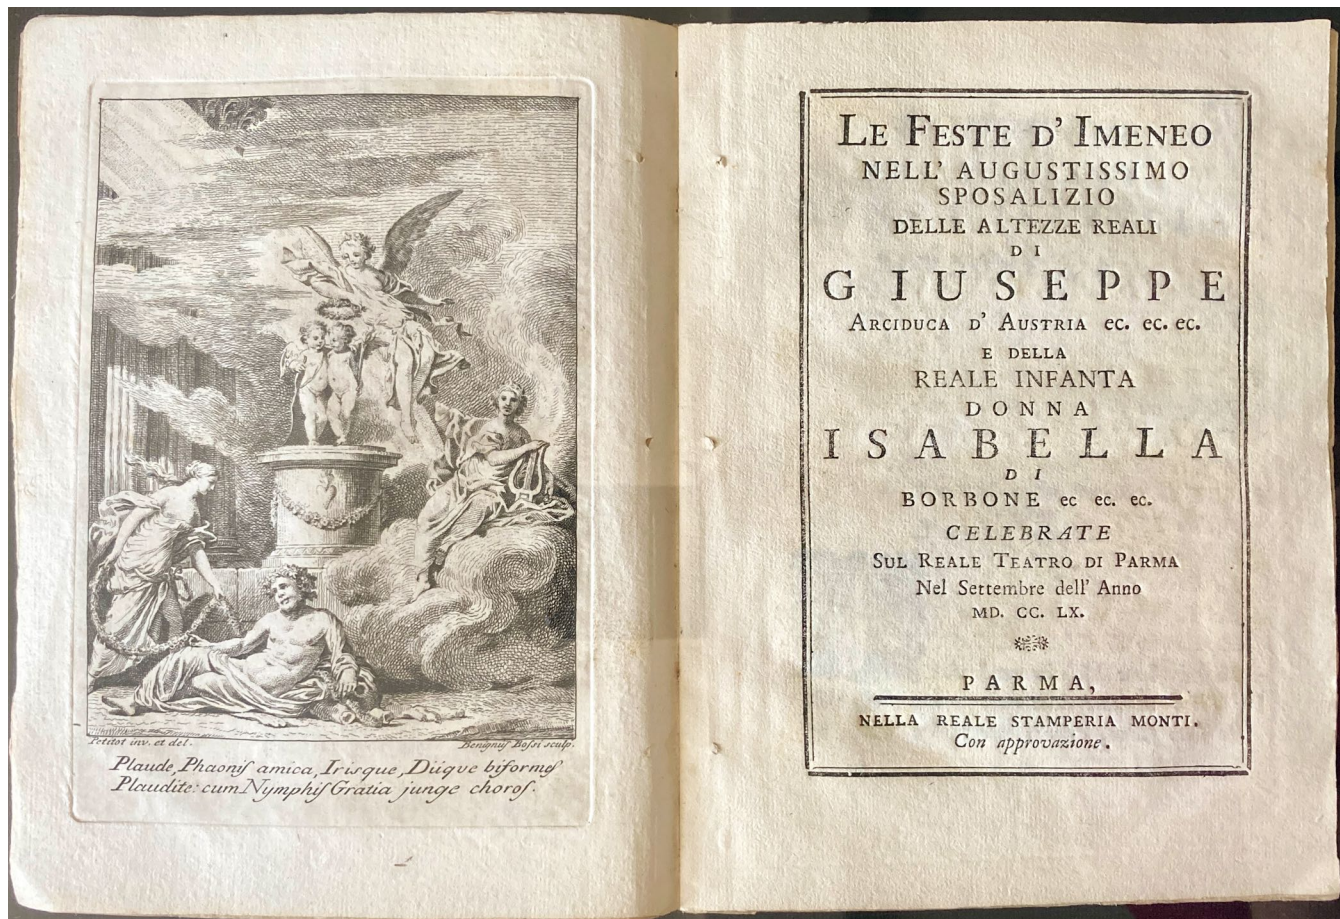 Petitot inv. et del.
Benignuſ Boſsi sculp.
Plaude, Phaoniſ amica, Irisque, Diique biformeſ
Plaudite: cum Nymphiſ Gratia junge choroſ.
LE FESTE D' IMENEO
NELL' AUGUSTISSIMO
SPOSALIZIO
DELLE ALTEZZE REALI
DI
GIUSEPPE
ARCIDUCA D' AUSTRIA ec. ec. ec.
E DELLA
REALE INFANTA
DONNA
ISABELLA
DI
BORBONE ec ec. ec.
CELEBRATE
SUL REALE TEATRO DI PARMA
Nel Settembre dell' Anno
MD. CC. LX.
PARMA,
NELLA REALE STAMPERIA MONTI.
Con approvazione.